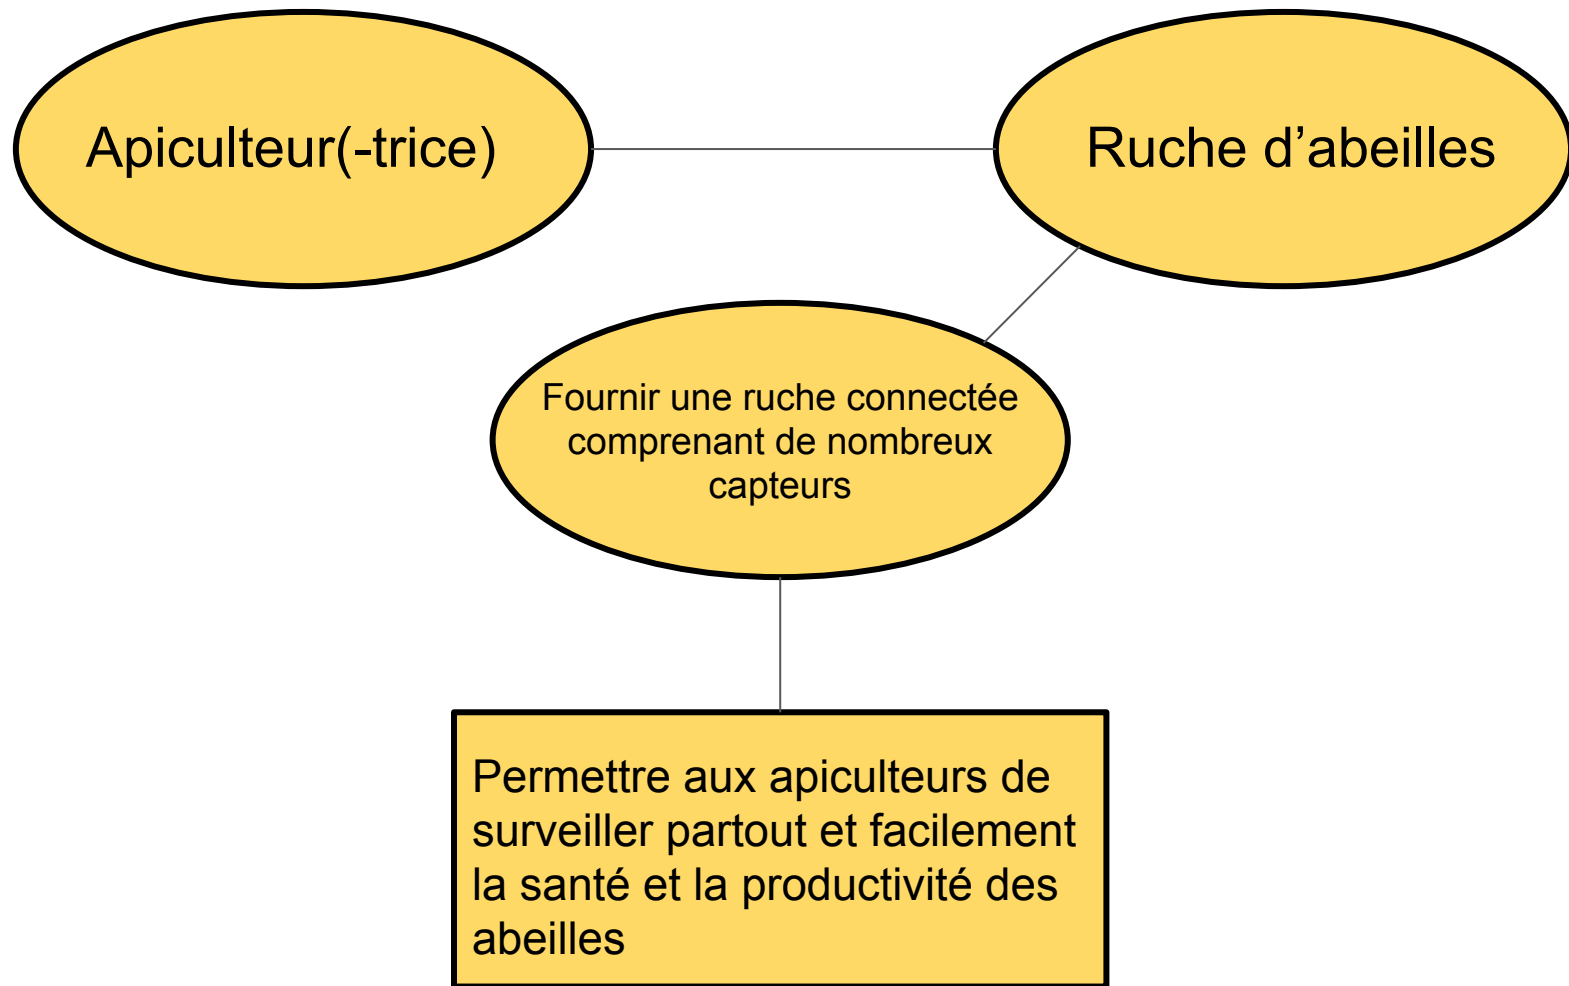 Apiculteur(-trice)
Ruche d’abeilles
Fournir une ruche connectée
comprenant de nombreux
capteurs
Permettre aux apiculteurs de
surveiller partout et facilement
la santé et la productivité des
abeilles